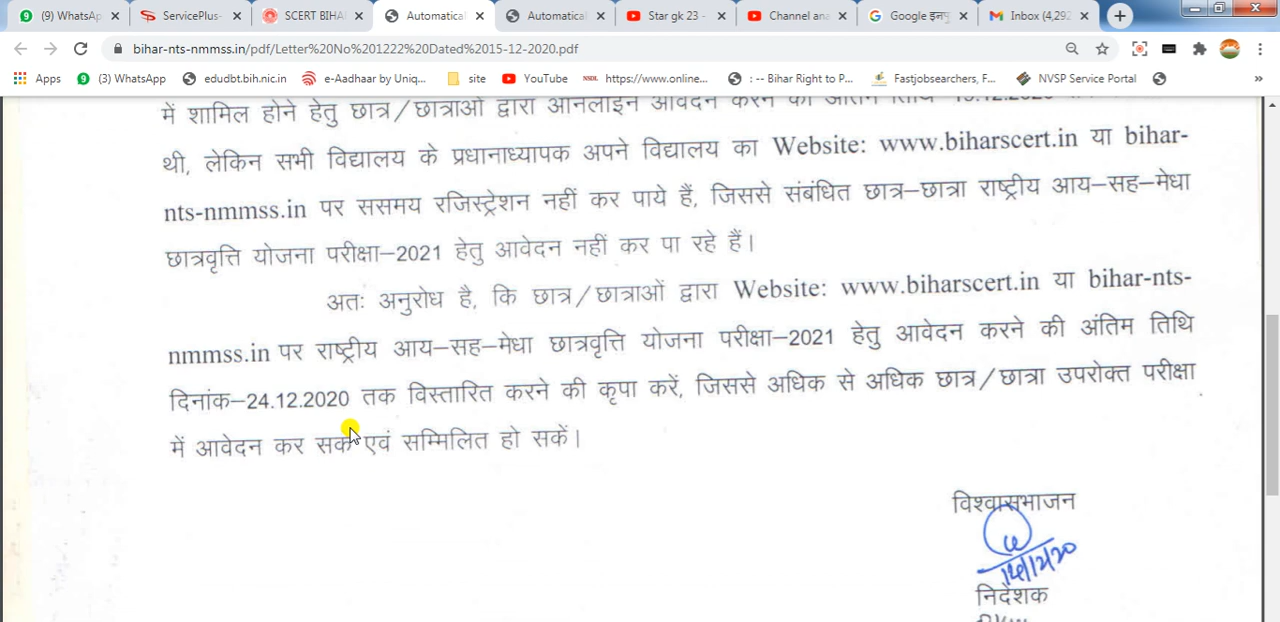 (9) WhatsAp
ServicePlus-
SCERT BIHA
Automatica
Automatica
Star gk 23 -
Channel ana
Google इनपु
Inbox (4,292
bihar-nts-nmmss.in/pdf/Letter%20No%201222%20Dated%2015-12-2020.pdf
Apps
(3) WhatsApp
edudbt.bih.nic.in
e-Aadhaar by Uniq...
site
YouTube
NSDL https://www.online...
: -- Bihar Right to P...
Fastjobsearchers, F...
NVSP Service Portal
»
में शामिल होने हेतु छात्र/छात्राओं द्वारा ऑनलाईन आवेदन करने की अंतिम तिथि
थी, लेकिन सभी विद्यालय के प्रधानाध्यापक अपने विद्यालय का Website: www.biharscert.in या bihar-
nts-nmmss.in पर ससमय रजिस्ट्रेशन नहीं कर पाये हैं, जिससे संबंधित छात्र-छात्रा राष्ट्रीय आय-सह-मेधा
छात्रवृत्ति योजना परीक्षा-2021 हेतु आवेदन नहीं कर पा रहे हैं।
अतः अनुरोध है, कि छात्र/छात्राओं द्वारा Website: www.biharscert.in या bihar-nts-
nmmss.in पर राष्ट्रीय आय-सह-मेधा छात्रवृत्ति योजना परीक्षा-2021 हेतु आवेदन करने की अंतिम तिथि
दिनांक-24.12.2020 तक विस्तारित करने की कृपा करें, जिससे अधिक से अधिक छात्र/छात्रा उपरोक्त परीक्षा
में आवेदन कर सकें एवं सम्मिलित हो सकें।
विश्वासभाजन
निदेशक